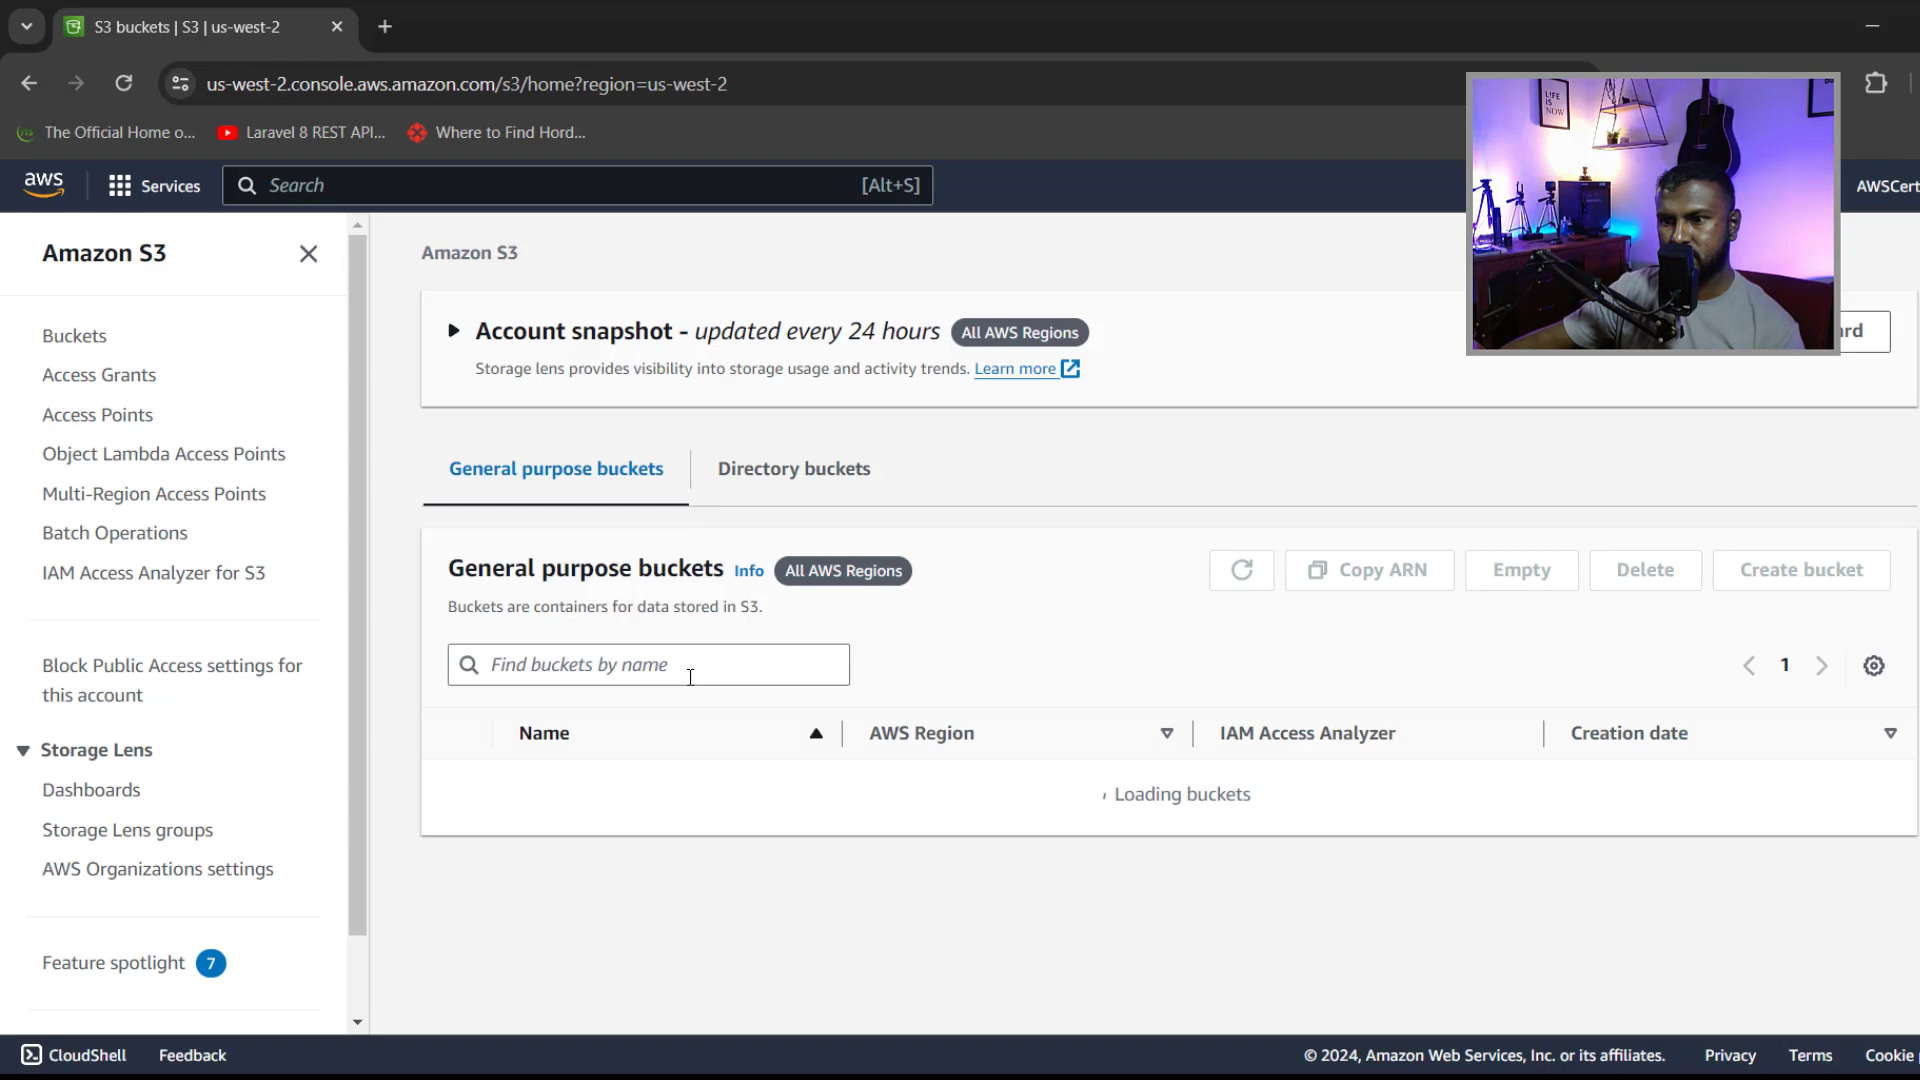 S3 buckets | S3 | us-west-2
us-west-2.console.aws.amazon.com/s3/home?region=us-west-2
The Official Home o...
Laravel 8 REST API...
Where to Find Hord...
aws
Services
Search
[Alt+S]
AWSCert
L!FE
IS
NOW
Amazon S3
Buckets
Access Grants
Access Points
Object Lambda Access Points
Multi-Region Access Points
Batch Operations
IAM Access Analyzer for S3
Block Public Access settings for
this account
Storage Lens
Dashboards
Storage Lens groups
AWS Organizations settings
Feature spotlight 7
Amazon S3
Account snapshot - updated every 24 hours All AWS Regions
Storage lens provides visibility into storage usage and activity trends. Learn more
rd
General purpose buckets
Directory buckets
General purpose buckets Info All AWS Regions
Buckets are containers for data stored in S3.
Copy ARN
Empty
Delete
Create bucket
Find buckets by name
1
Name
AWS Region
IAM Access Analyzer
Creation date
Loading buckets
CloudShell
Feedback
© 2024, Amazon Web Services, Inc. or its affiliates.
Privacy
Terms
Cookie